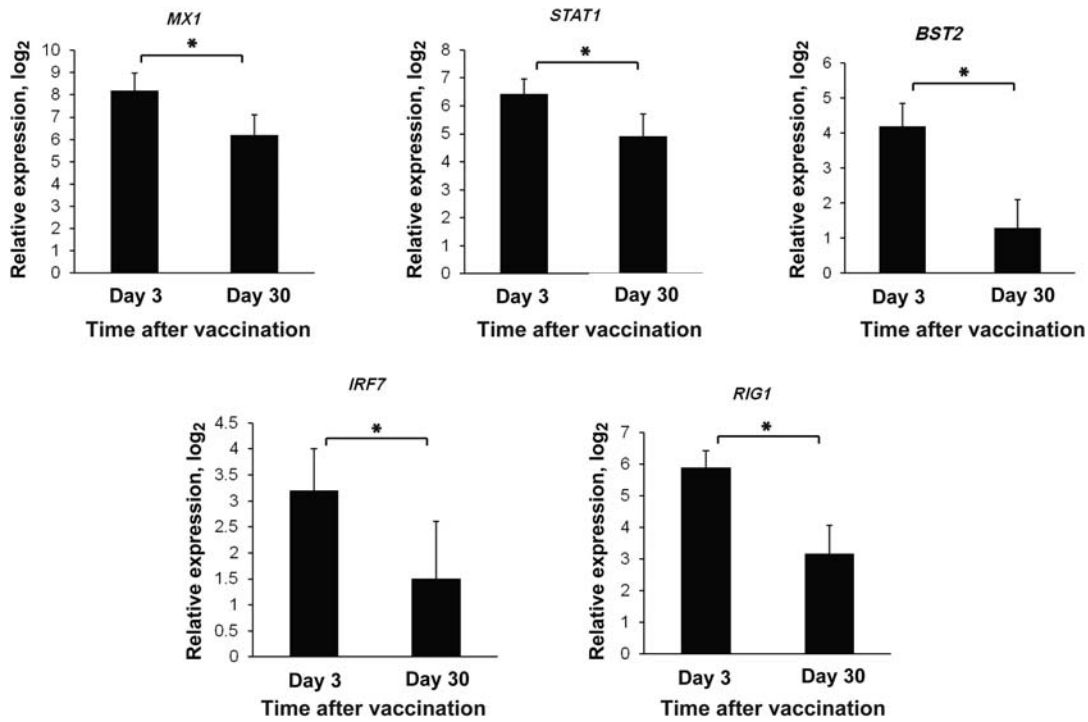 MX1
*
Relative expression, log2
10
9
8
7
6
5
4
3
2
1
0
Day 3 Day 30
Time after vaccination
STAT1
*
Relative expression, log2
8
7
6
5
4
3
2
1
0
Day 3 Day 30
Time after vaccination
BST2
*
Relative expression, log2
6
5
4
3
2
1
0
Day 3 Day 30
Time after vaccination
IRF7
*
Relative expression, log2
4.5
4
3.5
3
2.5
2
1.5
1
0.5
0
Day 3 Day 30
Time after vaccination
RIG1
*
Relative expression, log2
7
6
5
4
3
2
1
0
Day 3 Day 30
Time after vaccination